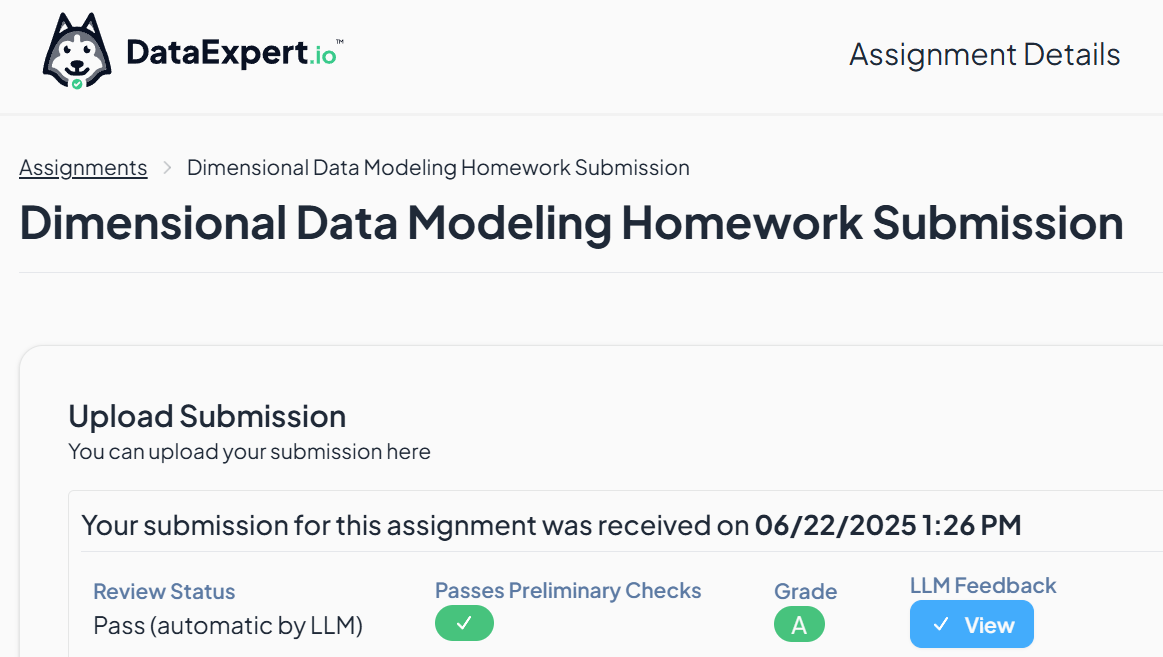 DataExpert.io™
Assignment Details
Assignments > Dimensional Data Modeling Homework Submission
Dimensional Data Modeling Homework Submission
Upload Submission
You can upload your submission here
Your submission for this assignment was received on 06/22/2025 1:26 PM
Review Status Passes Preliminary Checks Grade LLM Feedback
Pass (automatic by LLM) ✓ A ✓ View